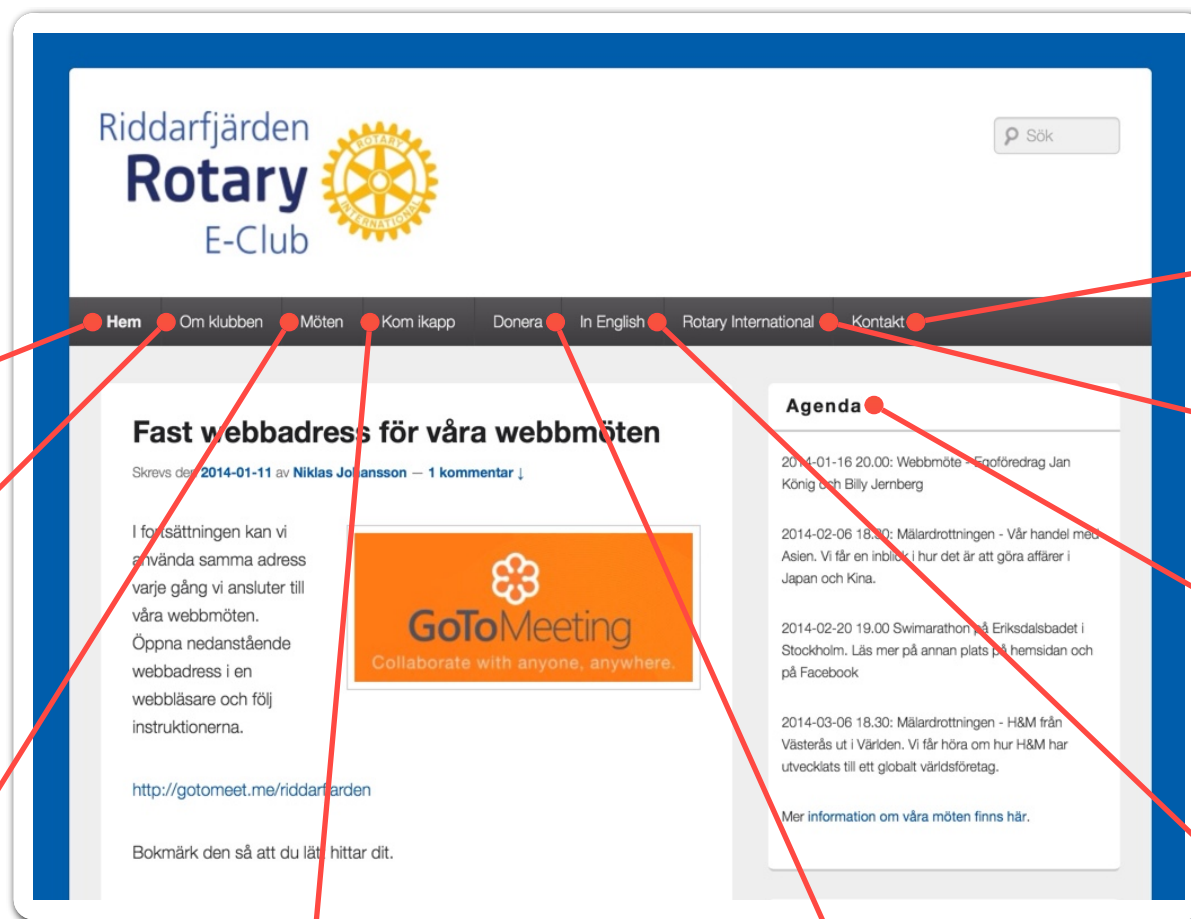 Riddarfjärden
Rotary
E-Club
ROTARY
INTERNATIONAL
Sök
Hem Om klubben Möten Kom ikapp Donera In English Rotary International Kontakt
Fast webbadress för våra webbmöten
Skrevs den 2014-01-11 av Niklas Johansson — 1 kommentar ↓
I fortsättningen kan vi
använda samma adress
varje gång vi ansluter till
våra webbmöten.
Öppna nedanstående
webbadress i en
webbläsare och följ
instruktionerna.
GoToMeeting
Collaborate with anyone, anywhere.
http://gotomeet.me/riddarfjarden
Bokmärk den så att du lätt hittar dit.
Agenda
2014-01-16 20.00: Webbmöte - Egoföredrag Jan
König och Billy Jernberg
2014-02-06 18.30: Mälardrottningen - Vår handel med
Asien. Vi får en inblick i hur det är att göra affärer i
Japan och Kina.
2014-02-20 19.00 Swimarathon på Eriksdalsbadet i
Stockholm. Läs mer på annan plats på hemsidan och
på Facebook
2014-03-06 18.30: Mälardrottningen - H&M från
Västerås ut i Världen. Vi får höra om hur H&M har
utvecklats till ett globalt världsföretag.
Mer information om våra möten finns här.